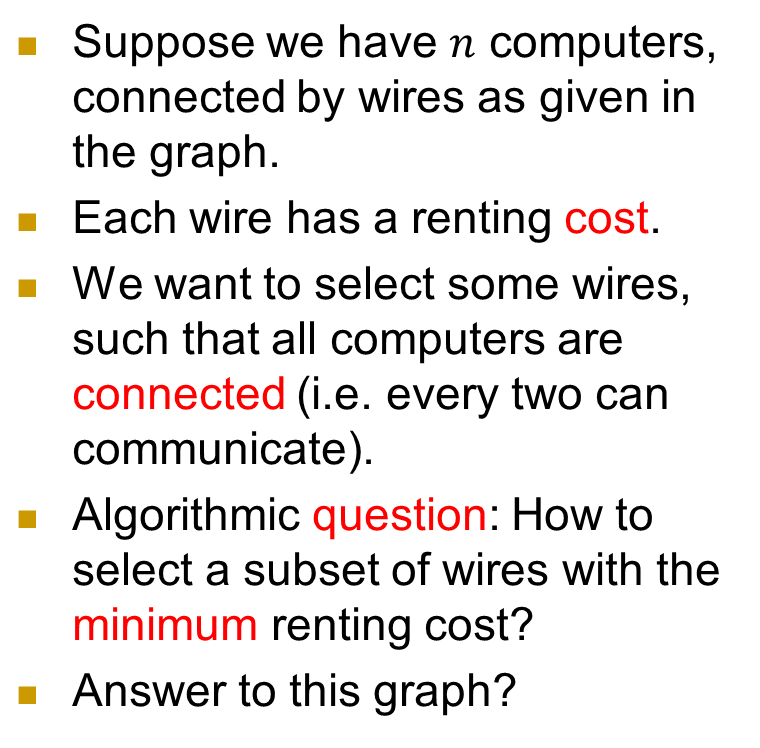 Suppose we have n computers,
connected by wires as given in
the graph.
Each wire has a renting cost.
We want to select some wires,
such that all computers are
connected (i.e. every two can
communicate).
Algorithmic question: How to
select a subset of wires with the
minimum renting cost?
Answer to this graph?